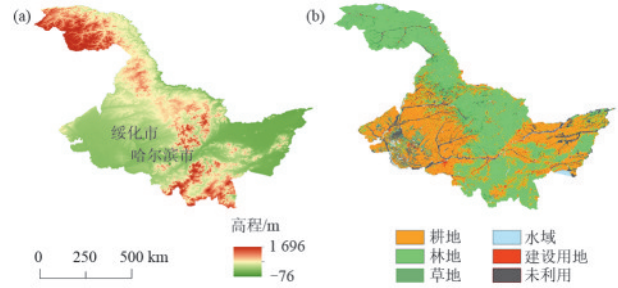 (a)
绥化市
哈尔滨市
高程/m
1 696
−76
0 250 500 km
(b)
耕地
林地
草地
水域
建设用地
未利用